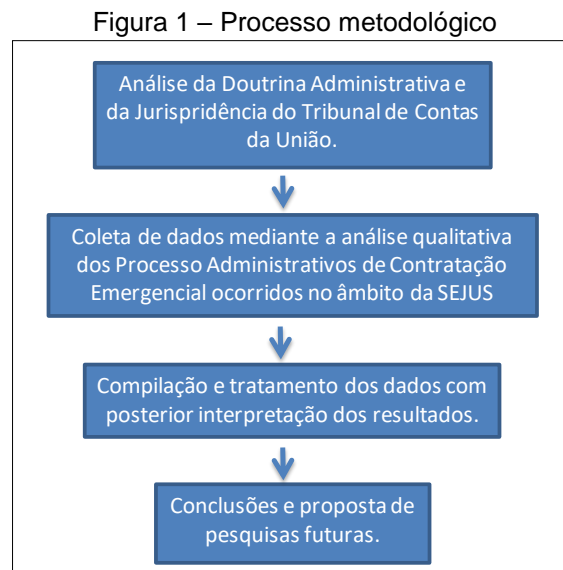 Figura 1 – Processo metodológico
Análise da Doutrina Administrativa e
da Jurispridência do Tribunal de Contas
da União.
Coleta de dados mediante a análise qualitativa
dos Processo Administrativos de Contratação
Emergencial ocorridos no âmbito da SEJUS
Compilação e tratamento dos dados com
posterior interpretação dos resultados.
Conclusões e proposta de
pesquisas futuras.